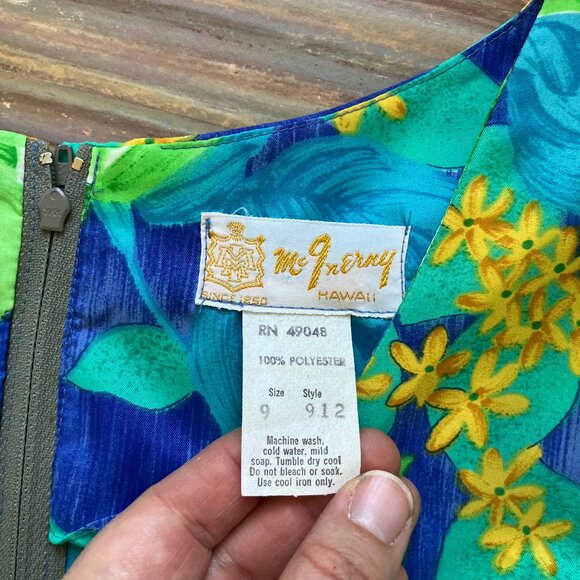 McInerny
SINCE 1850 HAWAII
RN 49048
100% POLYESTER
Size Style
9 912
Machine wash,
cold water, mild
soap. Tumble dry cool
Do not bleach or soak.
Use cool iron only.